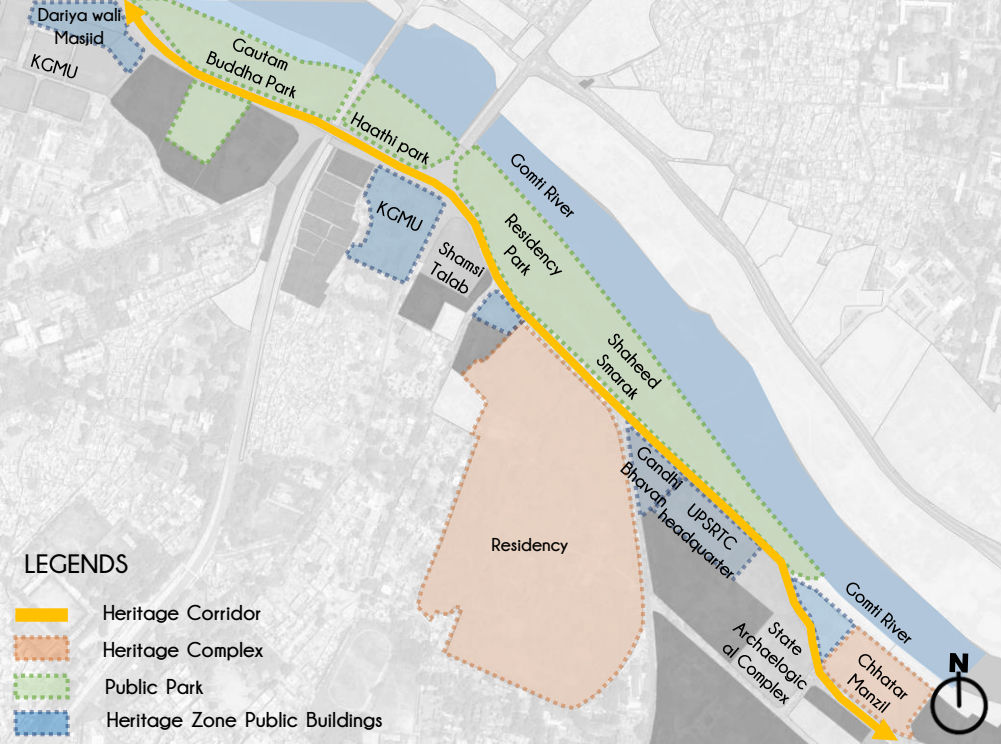 Dariya wali
Masjid
KGMU
Gautam
Buddha Park
Haathi park
Gomti River
KGMU
Residency
Park
Shamsi
Talab
Shaheed
Smarak
Gandhi
Bhavan
UPSRTC
headquarter
Residency
Gomti River
State
Archaelogic
al Complex
Chhatar
Manzil
N
LEGENDS
Heritage Corridor
Heritage Complex
Public Park
Heritage Zone Public Buildings